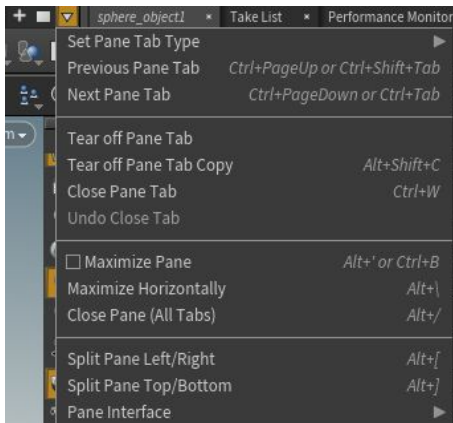 sphere_object1 × Take List × Performance Monitor
Set Pane Tab Type
Previous Pane Tab Ctrl+PageUp or Ctrl+Shift+Tab
Next Pane Tab Ctrl+PageDown or Ctrl+Tab
Tear off Pane Tab
Tear off Pane Tab Copy Alt+Shift+C
Close Pane Tab Ctrl+W
Undo Close Tab
Maximize Pane Alt+' or Ctrl+B
Maximize Horizontally Alt+\
Close Pane (All Tabs) Alt+/
Split Pane Left/Right Alt+[
Split Pane Top/Bottom Alt+]
Pane Interface